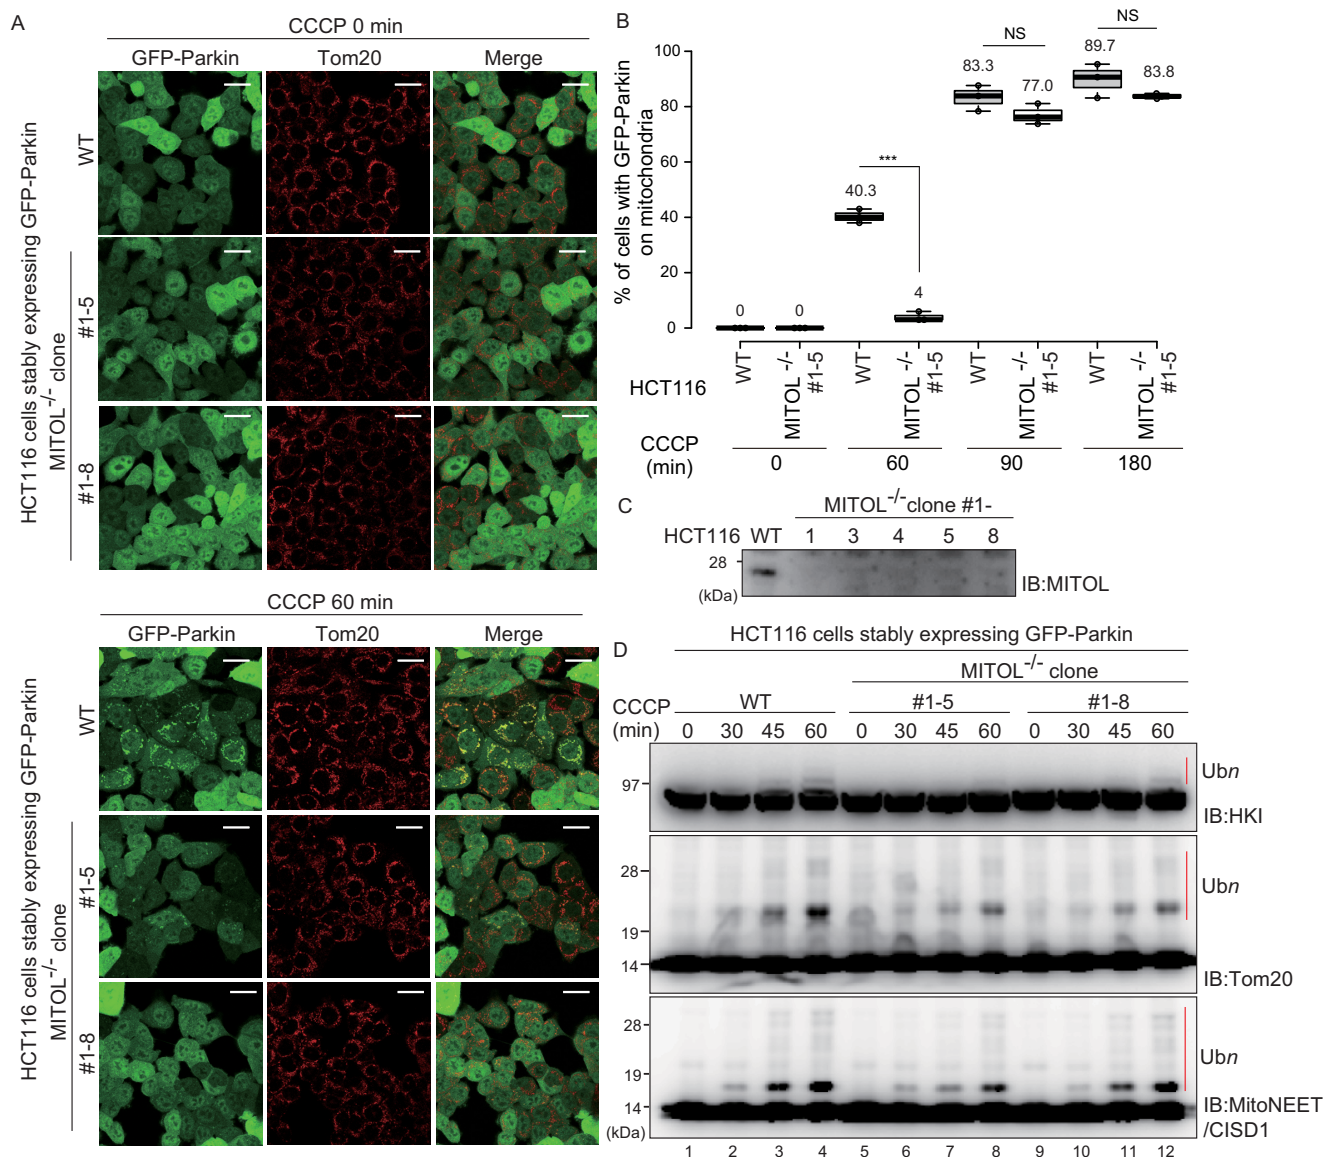 A
CCCP 0 min
GFP-Parkin Tom20 Merge
HCT116 cells stably expressing GFP-Parkin
MITOL-/- clone
WT
#1-5
#1-8
CCCP 60 min
GFP-Parkin Tom20 Merge
HCT116 cells stably expressing GFP-Parkin
MITOL-/- clone
WT
#1-5
#1-8
B
% of cells with GFP-Parkin
on mitochondria
100
80
60
40
20
0
0 0 40.3 *** 4 83.3 NS 77.0 89.7 NS 83.8
HCT116
WT MITOL-/- #1-5 WT MITOL-/- #1-5 WT MITOL-/- #1-5 WT MITOL-/- #1-5
CCCP
(min)
0 60 90 180
C
MITOL-/- clone #1-
HCT116 WT 1 3 4 5 8
28
(kDa)
IB:MITOL
D
HCT116 cells stably expressing GFP-Parkin
MITOL-/- clone
CCCP WT #1-5 #1-8
(min) 0 30 45 60 0 30 45 60 0 30 45 60
97
Ubn
IB:HKI
28
Ubn
19
14
IB:Tom20
28
Ubn
19
14
IB:MitoNEET
/CISD1
(kDa)
1 2 3 4 5 6 7 8 9 10 11 12